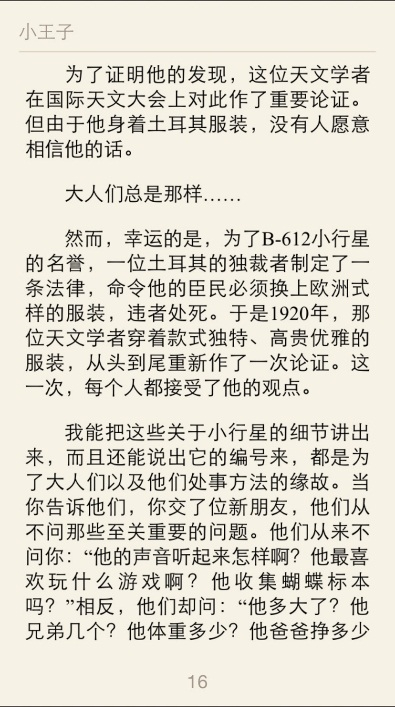 小王子
为了证明他的发现，这位天文学者
在国际天文大会上对此作了重要论证。
但由于他身着土耳其服装，没有人愿意
相信他的话。
大人们总是那样……
然而，幸运的是，为了B-612小行星
的名誉，一位土耳其的独裁者制定了一
条法律，命令他的臣民必须换上欧洲式
样的服装，违者处死。于是1920年，那
位天文学者穿着款式独特、高贵优雅的
服装，从头到尾重新作了一次论证。这
一次，每个人都接受了他的观点。
我能把这些关于小行星的细节讲出
来，而且还能说出它的编号来，都是为
了大人们以及他们处事方法的缘故。当
你告诉他们，你交了位新朋友，他们从
不问那些至关重要的问题。他们从来不
问你：“他的声音听起来怎样啊？他最喜
欢玩什么游戏啊？他收集蝴蝶标本
吗？”相反，他们却问：“他多大了？他
兄弟几个？他体重多少？他爸爸挣多少
16